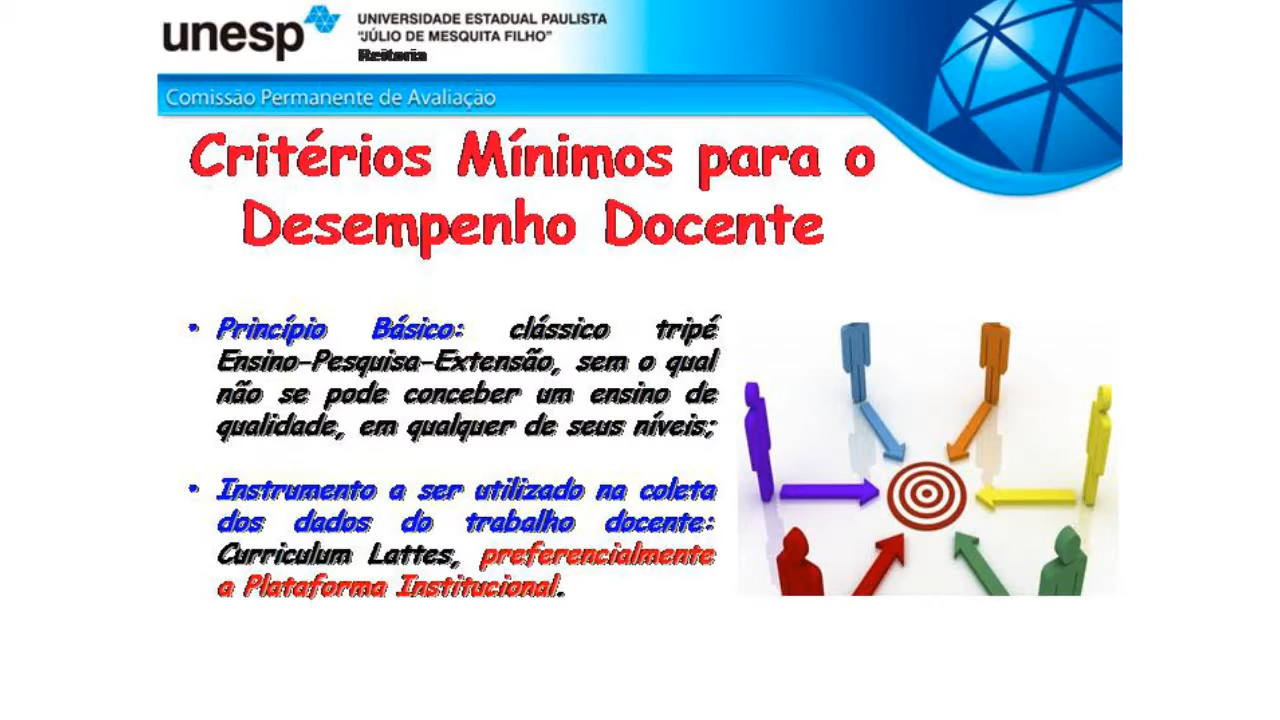 unesp
UNIVERSIDADE ESTADUAL PAULISTA
"JÚLIO DE MESQUITA FILHO"
Reitoria
Comissão Permanente de Avaliação
Critérios Mínimos para o
Desempenho Docente
• Princípio Básico: clássico tripé
Ensino-Pesquisa-Extensão, sem o qual
não se pode conceber um ensino de
qualidade, em qualquer de seus níveis;
• Instrumento a ser utilizado na coleta
dos dados do trabalho docente:
Curriculum Lattes, preferencialmente
a Plataforma Institucional.